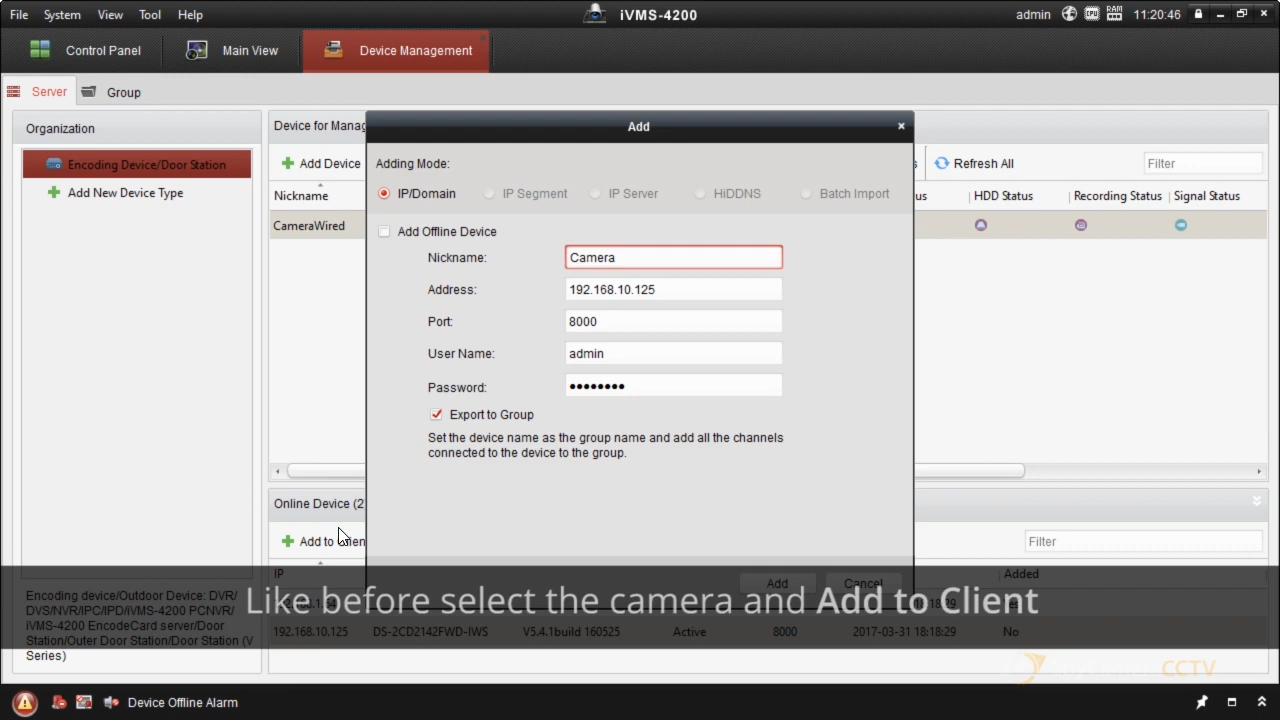 File System View Tool Help
iVMS-4200
admin CPU RAM 11:20:46
Control Panel Main View Device Management
Server Group
Organization
Encoding Device/Door Station
Add New Device Type
Device for Manag
Add Device
Refresh All
Filter
Nickname
us HDD Status Recording Status Signal Status
CameraWired
Add
Adding Mode:
IP/Domain IP Segment IP Server HiDDNS Batch Import
Add Offline Device
Nickname: Camera
Address: 192.168.10.125
Port: 8000
User Name: admin
Password: ●●●●●●●●
Export to Group
Set the device name as the group name and add all the channels
connected to the device to the group.
Add Cancel
Online Device (2
Add to Clien
Filter
IP Added
Like before select the camera and Add to Client
192.168.10.125 DS-2CD2142FWD-IWS V5.4.1build 160525 Active 8000 2017-03-31 18:18:29 No
Encoding device/Outdoor Device: DVR/
DVS/NVR/IPC/IPD/iVMS-4200 PCNVR/
iVMS-4200 EncodeCard server/Door
Station/Outer Door Station/Door Station (V
Series)
CCTV
Device Offline Alarm